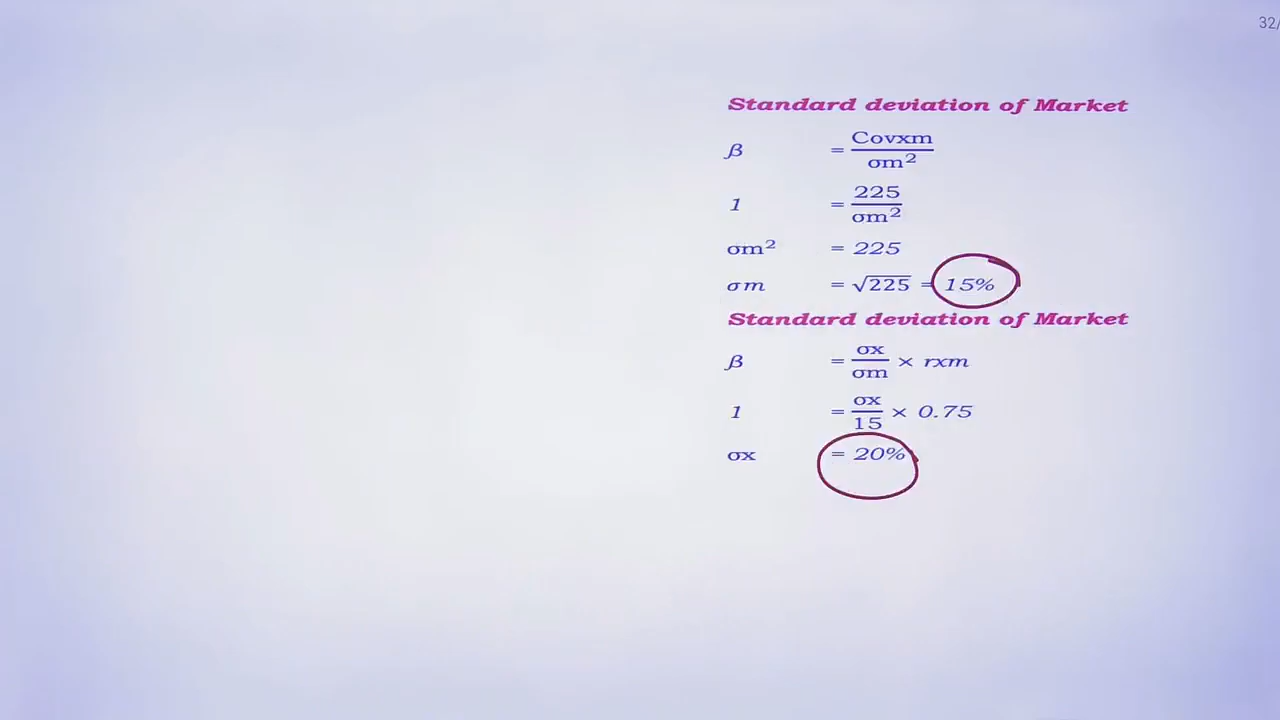 32/
Standard deviation of Market
β = Covxm / σm²
1 = 225 / σm²
σm² = 225
σm = √225 = 15%
Standard deviation of Market
β = σx / σm × rxm
1 = σx / 15 × 0.75
σx = 20%